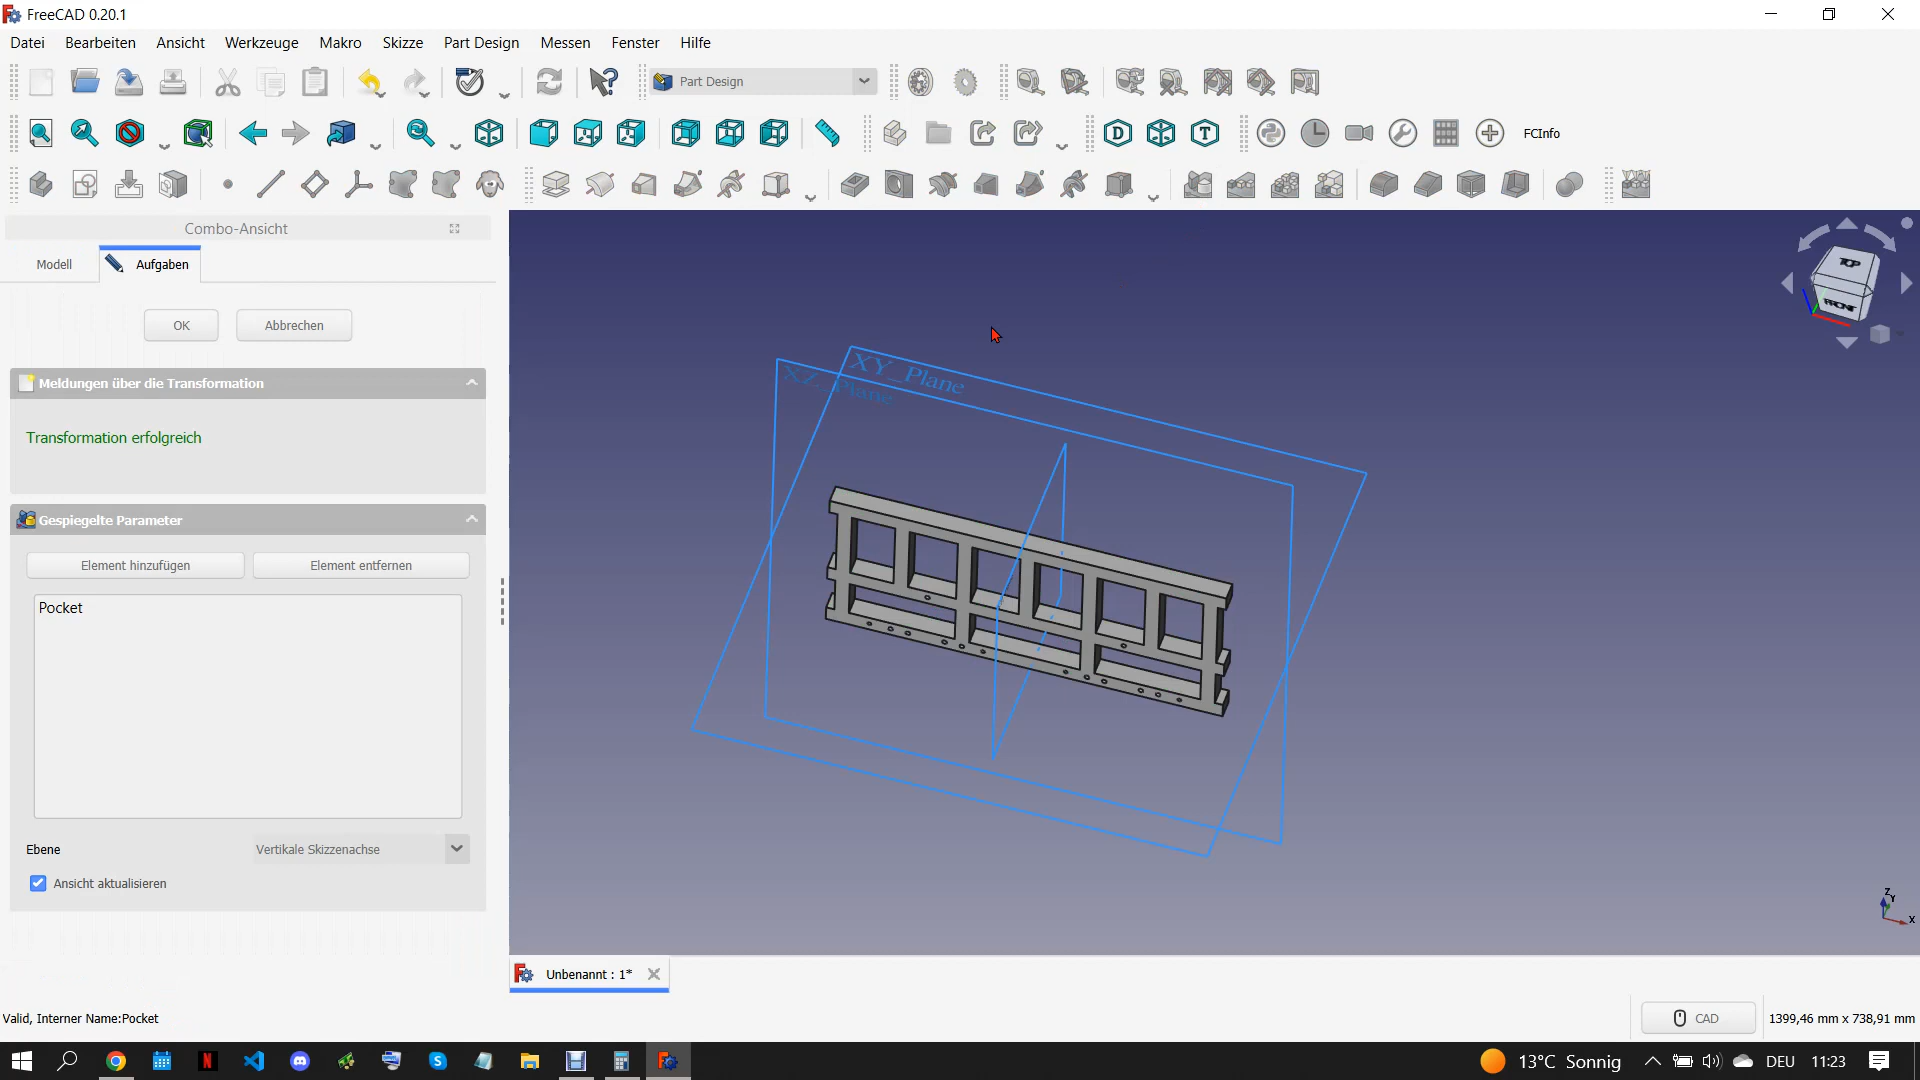 FreeCAD 0.20.1
Datei Bearbeiten Ansicht Werkzeuge Makro Skizze Part Design Messen Fenster Hilfe
Part Design
FCInfo
Combo-Ansicht
Modell Aufgaben
OK Abbrechen
Meldungen über die Transformation
Transformation erfolgreich
Gespiegelte Parameter
Element hinzufügen Element entfernen
Pocket
Ebene Vertikale Skizzenachse
Ansicht aktualisieren
XY_Plane
XZ_Plane
TOP
FRONT
Z
Y
X
Unbenannt : 1*
Valid, Interner Name:Pocket
CAD 1399,46 mm x 738,91 mm
13°C Sonnig DEU 11:23